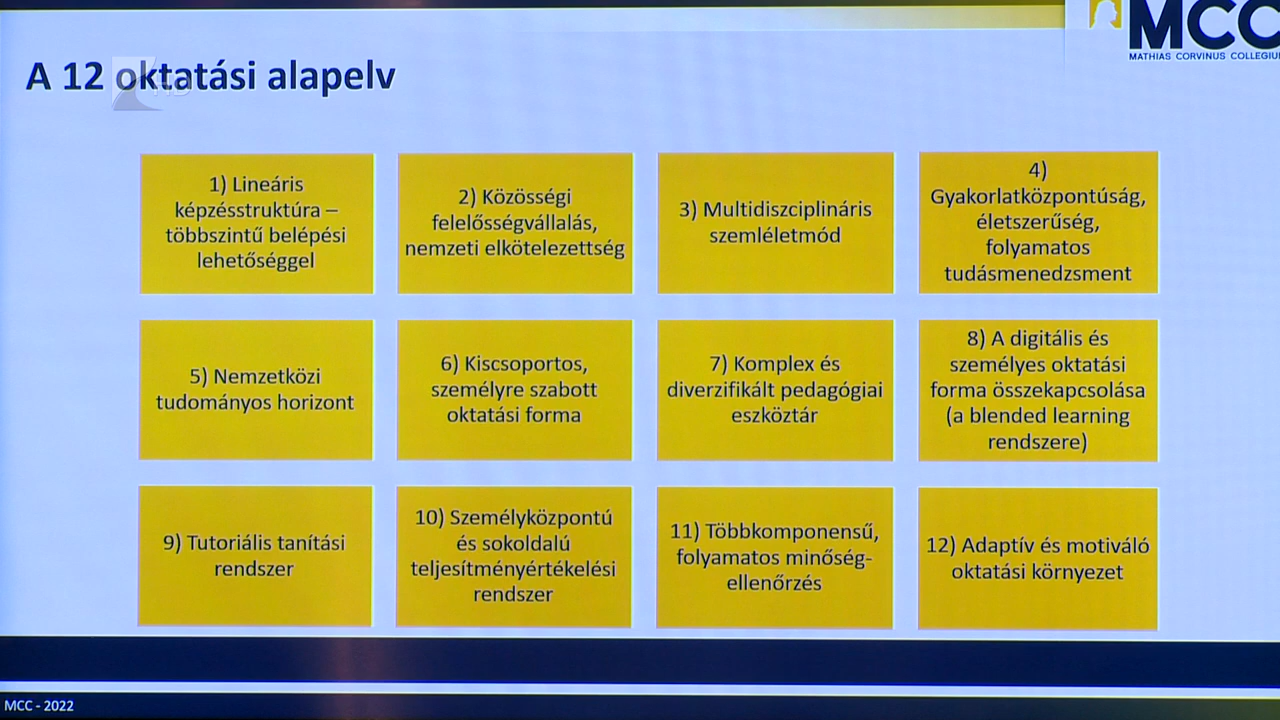 MCC
MATHIAS CORVINUS COLLEGIU
A 12 oktatási alapelv
HD
1) Lineáris
képzésstruktúra –
többszintű belépési
lehetőséggel
2) Közösségi
felelősségvállalás,
nemzeti elkötelezettség
3) Multidiszciplináris
szemléletmód
4)
Gyakorlatközpontúság,
életszerűség,
folyamatos
tudásmenedzsment
5) Nemzetközi
tudományos horizont
6) Kiscsoportos,
személyre szabott
oktatási forma
7) Komplex és
diverzifikált pedagógiai
eszköztár
8) A digitális és
személyes oktatási
forma összekapcsolása
(a blended learning
rendszere)
9) Tutoriális tanítási
rendszer
10) Személyközpontú
és sokoldalú
teljesítményértékelési
rendszer
11) Többkomponensű,
folyamatos minőség-
ellenőrzés
12) Adaptív és motiváló
oktatási környezet
MCC - 2022